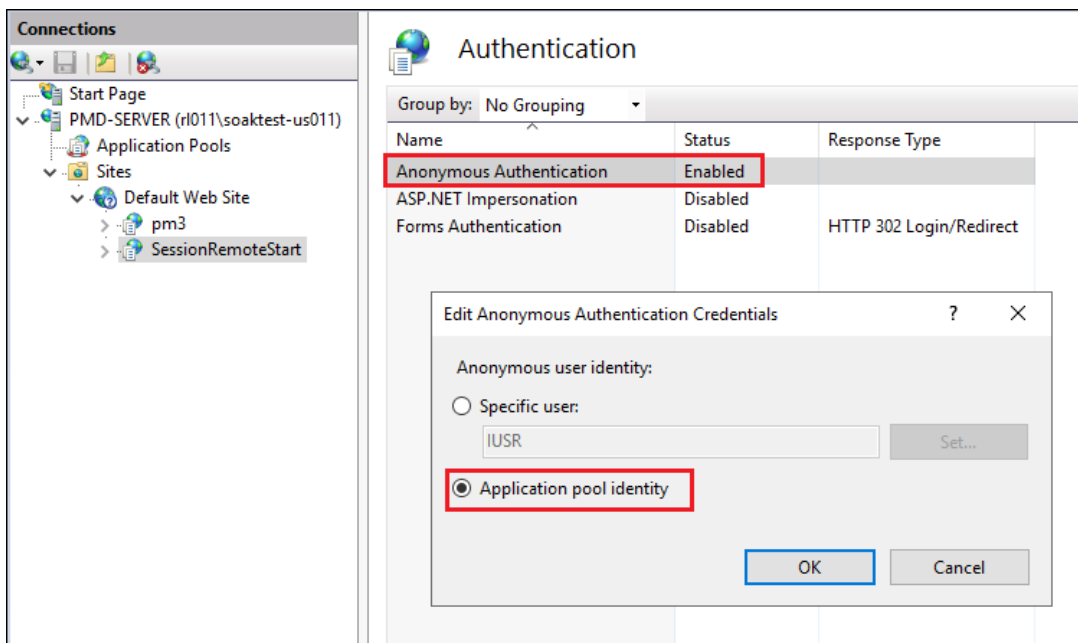 Connections
Start Page
PMD-SERVER (rl011\soaktest-us011)
Application Pools
Sites
Default Web Site
pm3
SessionRemoteStart
Authentication
Group by: No Grouping
Name Status Response Type
Anonymous Authentication Enabled
ASP.NET Impersonation Disabled
Forms Authentication Disabled HTTP 302 Login/Redirect
Edit Anonymous Authentication Credentials ?
Anonymous user identity:
Specific user:
IUSR Set...
Application pool identity
OK Cancel